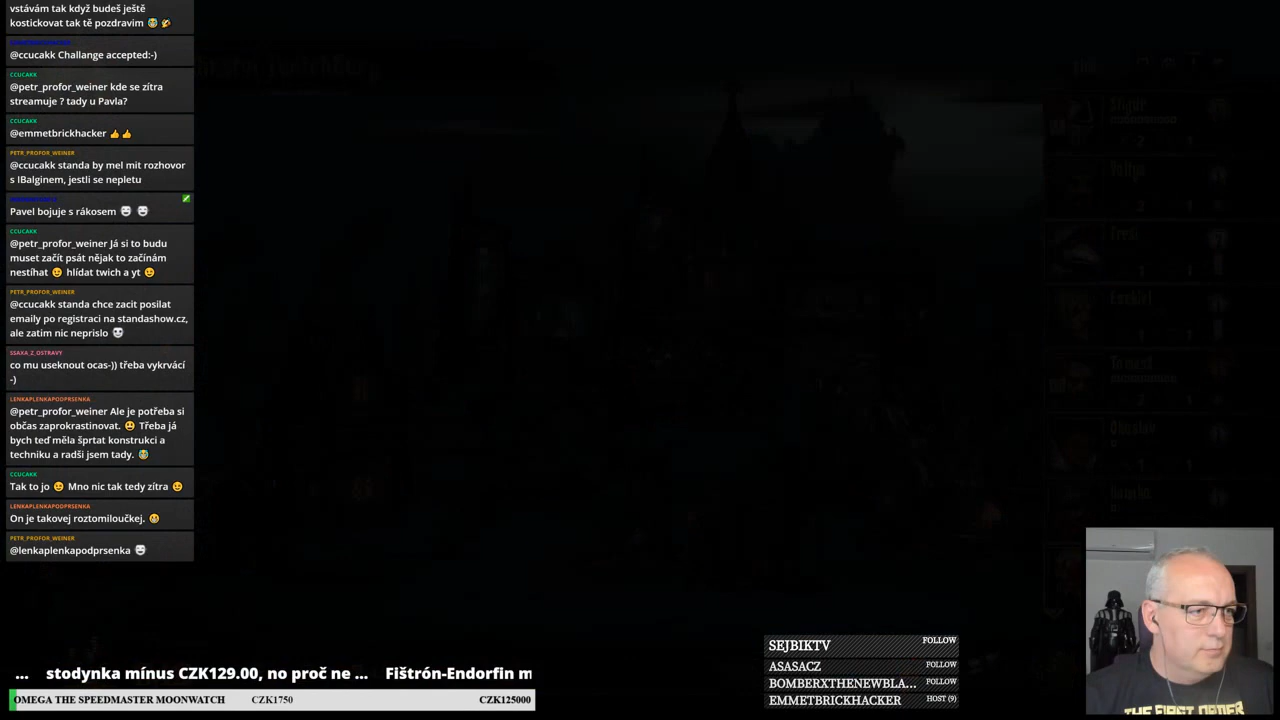 vstávám tak když budeš ještě
kostickovat tak tě pozdravim
@ccucakk Challange accepted:-)
CCUCAKK
@petr_profor_weiner kde se zítra
streamuje ? tady u Pavla?
CCUCAKK
@emmetbrickhacker
PETR_PROFOR_WEINER
@ccucakk standa by mel mit rozhovor
s IBalginem, jestli se nepletu
Pavel bojuje s rákosem
CCUCAKK
@petr_profor_weiner Já si to budu
muset začít psát nějak to začínám
nestíhat 😉 hlídat twich a yt 😉
PETR_PROFOR_WEINER
@ccucakk standa chce zacit posilat
emaily po registraci na standashow.cz,
ale zatim nic neprislo
SSAXA_Z_OSTRAVY
co mu useknout ocas-)) třeba vykrvácí
-)
LENKAPLENKAPODPRSENKA
@petr_profor_weiner Ale je potřeba si
občas zaprokrastinovat. 😃 Třeba já
bych teď měla šprtat konstrukci a
techniku a radši jsem tady.
CCUCAKK
Tak to jo 😉 Mno nic tak tedy zítra 😉
LENKAPLENKAPODPRSENKA
On je takovej roztomiloučkej.
PETR_PROFOR_WEINER
@lenkaplenkapodprsenka
... stodynka mínus CZK129.00, no proč ne ... Fištrón-Endorfin m
OMEGA THE SPEEDMASTER MOONWATCH CZK1750 CZK125000
SEJBIKTV FOLLOW
ASASACZ FOLLOW
BOMBERXTHENEWBLA... FOLLOW
EMMETBRICKHACKER HOST (9)
THE FIRST ORDER